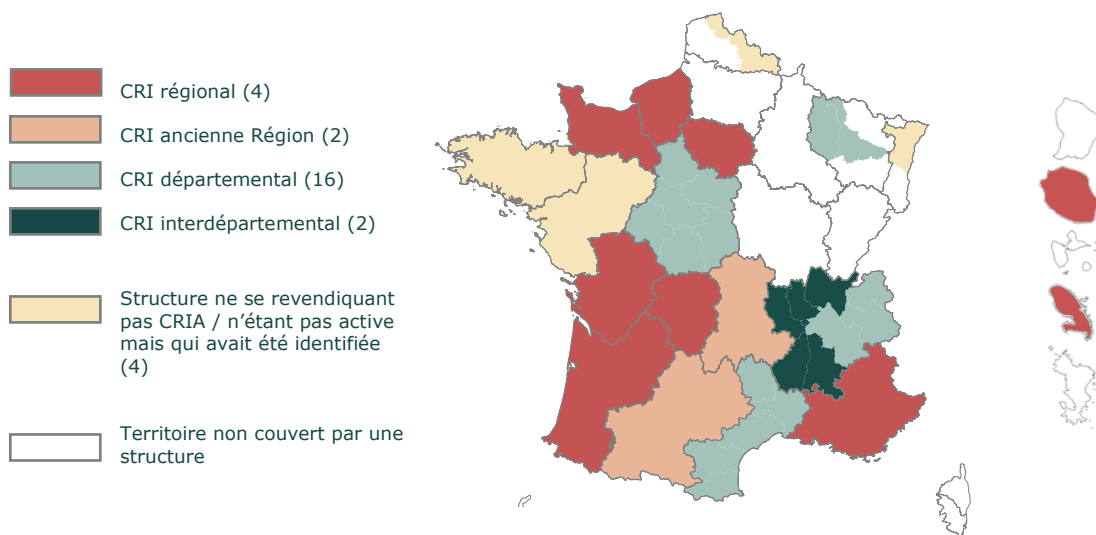 CRI régional (4)
CRI ancienne Région (2)
CRI départemental (16)
CRI interdépartemental (2)
Structure ne se revendiquant
pas CRIA / n’étant pas active
mais qui avait été identifiée
(4)
Territoire non couvert par une
structure